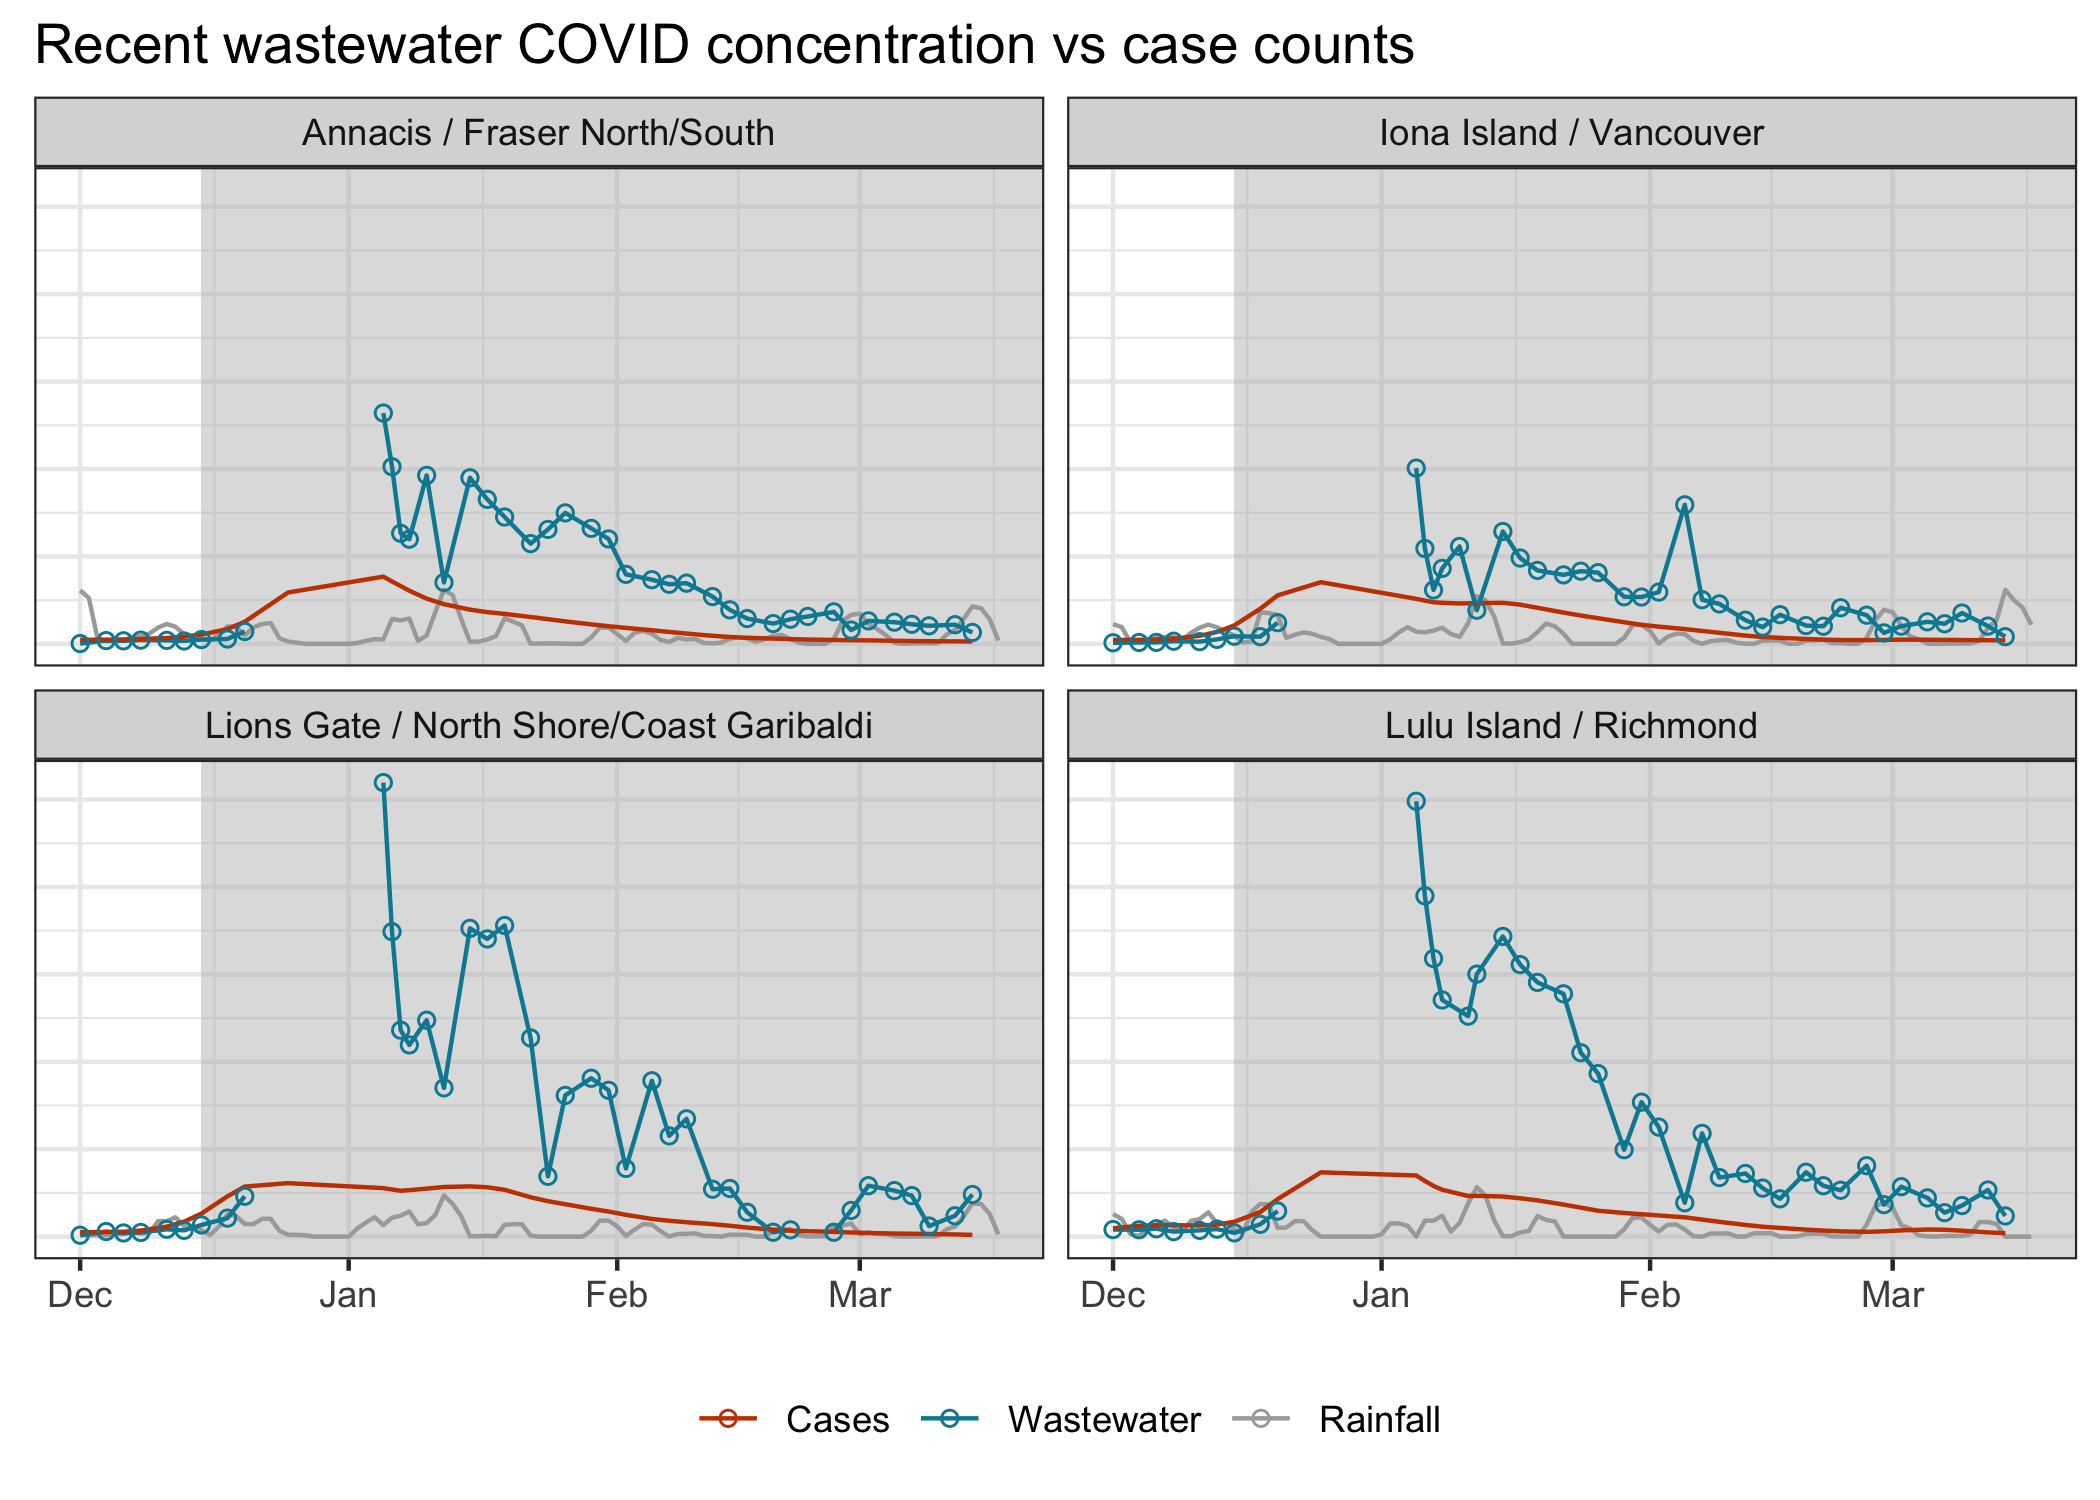 Recent wastewater COVID concentration vs case counts
Annacis / Fraser North/South
Iona Island / Vancouver
Lions Gate / North Shore/Coast Garibaldi
Lulu Island / Richmond
Dec Jan Feb Mar
Dec Jan Feb Mar
Cases Wastewater Rainfall